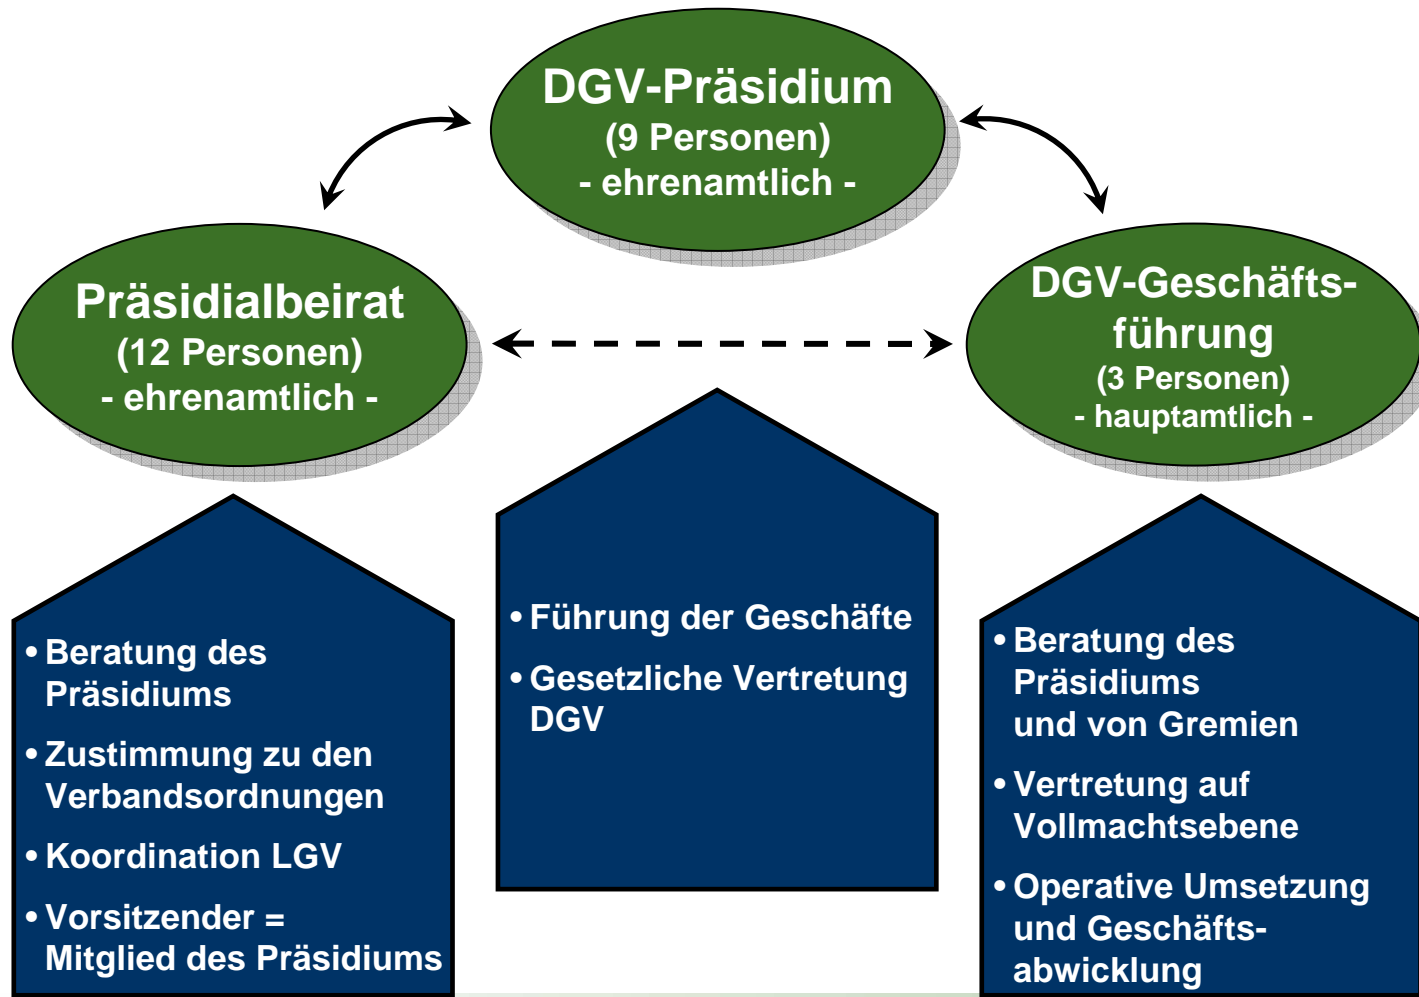 DGV-Präsidium
(9 Personen)
- ehrenamtlich -
Präsidialbeirat
(12 Personen)
- ehrenamtlich -
DGV-Geschäfts-
führung
(3 Personen)
- hauptamtlich -
• Beratung des
Präsidiums
• Zustimmung zu den
Verbandsordnungen
• Koordination LGV
• Vorsitzender =
Mitglied des Präsidiums
• Führung der Geschäfte
• Gesetzliche Vertretung
DGV
• Beratung des
Präsidiums
und von Gremien
• Vertretung auf
Vollmachtsebene
• Operative Umsetzung
und Geschäfts-
abwicklung